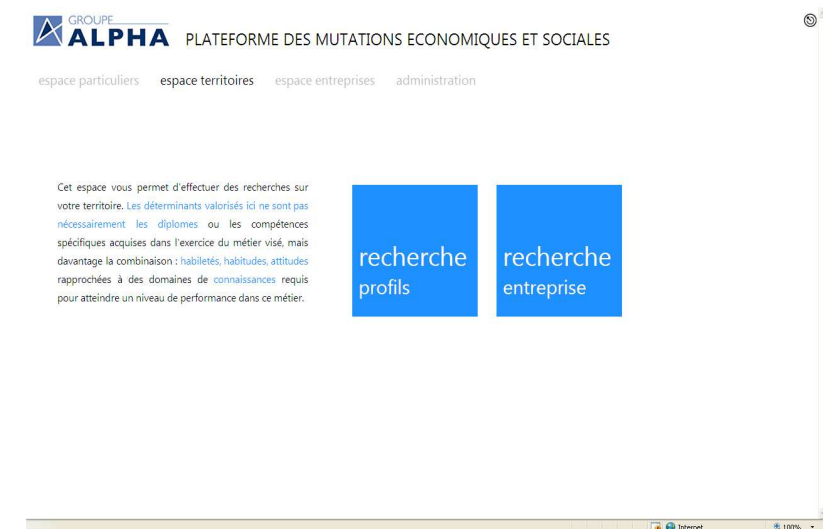 GROUPE
ALPHA PLATEFORME DES MUTATIONS ECONOMIQUES ET SOCIALES
espace particuliers espace territoires espace entreprises administration
Cet espace vous permet d'effectuer des recherches sur
votre territoire. Les déterminants valorisés ici ne sont pas
nécessairement les diplomes ou les compétences
spécifiques acquises dans l'exercice du métier visé, mais
davantage la combinaison : habiletés, habitudes, attitudes
rapprochées à des domaines de connaissances requis
pour atteindre un niveau de performance dans ce métier.
recherche
profils
recherche
entreprise
Internet 100%